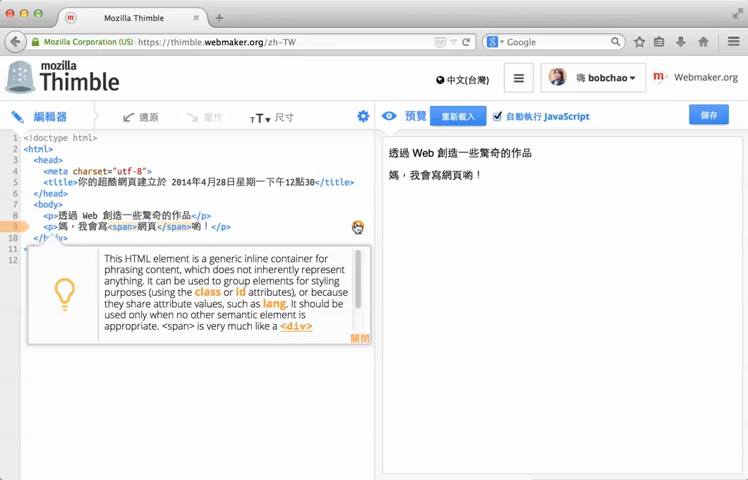 Mozilla Thimble
Mozilla Corporation (US)
https://thimble.webmaker.org/zh-TW
Google
mozilla
Thimble
中文(台灣)
嗨 bobchao
Webmaker.org
編輯器
還原
重作
尺寸
預覽
重新載入
自動執行 JavaScript
儲存
1 <!doctype html>
2 <html>
3 <head>
4 <meta charset="utf-8">
5 <title>你的超酷網頁建立於 2014年4月28日星期一下午12點30</title>
6 </head>
7 <body>
8 <p>透過 Web 創造一些驚奇的作品</p>
9 <p>媽，我會寫<span>網頁</span>喲！</p>
10
11
12
This HTML element is a generic inline container for
phrasing content, which does not inherently represent
anything. It can be used to group elements for styling
purposes (using the class or id attributes), or because
they share attribute values, such as lang. It should be
used only when no other semantic element is
appropriate. <span> is very much like a <div>
關閉
透過 Web 創造一些驚奇的作品
媽，我會寫網頁喲！